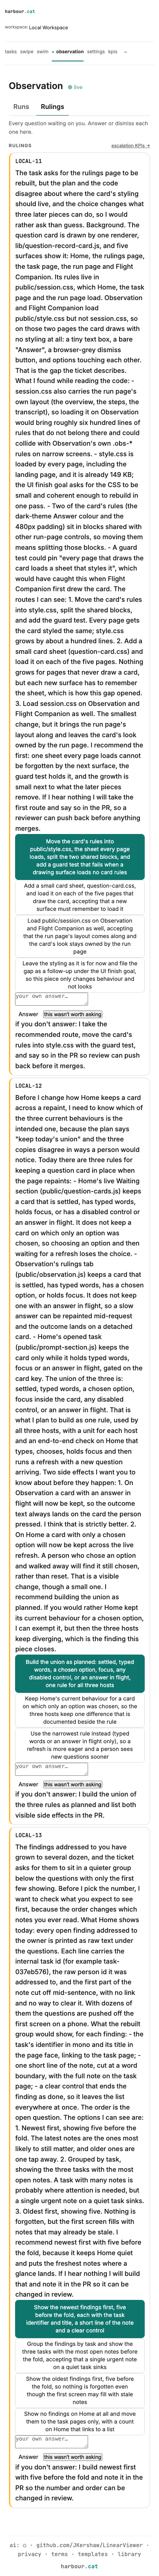 harbour.cat
workspace: Local Workspace
tasks swipe swim • observation settings kpis
Observation live
Runs Rulings
Every question waiting on you. Answer or dismiss each
one here.
RULINGS escalation KPIs →
LOCAL-11
The task asks for the rulings page to be
rebuilt, but the plan and the code
disagree about where the card's styling
should live, and the choice changes what
three later pieces can do, so I would
rather ask than guess. Background. The
question card is drawn by one renderer,
lib/question-record-card.js, and five
surfaces show it: Home, the rulings page,
the task page, the run page and Flight
Companion. Its rules live in
public/session.css, which Home, the task
page and the run page load. Observation
and Flight Companion load
public/style.css but not session.css, so
on those two pages the card draws with
no styling at all: a tiny text box, a bare
"Answer", a browser-grey dismiss
button, and options touching each other.
That is the gap the ticket describes.
What I found while reading the code: -
session.css also carries the run page's
own layout (the overview, the steps, the
transcript), so loading it on Observation
would bring roughly six hundred lines of
rules that do not belong there and could
collide with Observation's own .obs-*
rules on narrow screens. - style.css is
loaded by every page, including the
landing page, and it is already 149 KB;
the UI finish goal asks for the CSS to be
small enough for someone to rebuild in
one pass. - Two of the card's rules (the
dark-theme Answer colour and the
480px padding) sit in blocks shared with
other run-page controls, so moving them
means splitting those blocks. - A guard
test could pin "every page that draws the
card loads a sheet that styles it", which
would have caught this when Flight
Companion first drew the card. The
routes I can see: 1. Move the card's rules
into style.css, split the shared blocks,
and add the guard test. Every page gets
the card styled the same; style.css
grows by about a hundred lines. 2. Add a
small card sheet (question-card.css) and
load it on each of the five pages. Nothing
grows for pages that never draw a card,
but each new surface has to remember
the sheet, which is how this gap opened.
3. Load session.css on Observation and
Flight Companion as well. The smallest
change, but it brings the run page's
layout along and leaves the card's look
owned by the run page. I recommend the
first: one sheet every page loads cannot
be forgotten by the next surface, the
guard test holds it, and the growth is
small next to what the later pieces
remove. If I hear nothing I will take the
first route and say so in the PR, so a
reviewer can push back before anything
merges.
Move the card's rules into
public/style.css, the sheet every page
loads, split the two shared blocks, and
add a guard test that fails when a
drawing surface loads no card rules
Add a small card sheet, question-card.css,
and load it on each of the five pages that
draw the card, accepting that a new
surface must remember to load it
Load public/session.css on Observation
and Flight Companion as well, accepting
that the run page's layout comes along and
the card's look stays owned by the run
page
Leave the styling as it is for now and file the
gap as a follow-up under the UI finish goal,
so this piece only changes behaviour and
not looks
your own answer…
Answer this wasn't worth asking
if you don't answer: I take the
recommended route, move the card's
rules into style.css with the guard test,
and say so in the PR so review can push
back before it merges.
LOCAL-12
Before I change how Home keeps a card
across a repaint, I need to know which of
the three current behaviours is the
intended one, because the plan says
"keep today's union" and the three
copies disagree in ways a person would
notice. Today there are three rules for
keeping a question card in place when
the page repaints: - Home's live Waiting
section (public/question-cards.js) keeps
a card that is settled, has typed words,
holds focus, or has a disabled control or
an answer in flight. It does not keep a
card on which only an option was
chosen, so choosing an option and then
waiting for a refresh loses the choice. -
Observation's rulings tab
(public/observation.js) keeps a card that
is settled, has typed words, has a chosen
option, or holds focus. It does not keep
one with an answer in flight, so a slow
answer can be repainted mid-request
and the outcome lands on a detached
card. - Home's opened task
(public/prompt-section.js) keeps the
card only while it holds typed words,
focus or an answer in flight, gated on the
card key. The union of the three is:
settled, typed words, a chosen option,
focus inside the card, any disabled
control, or an answer in flight. That is
what I plan to build as one rule, used by
all three hosts, with a unit for each host
and an end-to-end check on Home that
types, chooses, holds focus and then
runs a refresh with a new question
arriving. Two side effects I want you to
know before they happen: 1. On
Observation a card with an answer in
flight will now be kept, so the outcome
text always lands on the card the person
pressed. I think that is strictly better. 2.
On Home a card with only a chosen
option will now be kept across the live
refresh. A person who chose an option
and walked away will find it still chosen,
rather than reset. That is a visible
change, though a small one. I
recommend building the union as
planned. If you would rather Home kept
its current behaviour for a chosen option,
I can exempt it, but then the three hosts
keep diverging, which is the finding this
piece closes.
Build the union as planned: settled, typed
words, a chosen option, focus, any
disabled control, or an answer in flight,
one rule for all three hosts
Keep Home's current behaviour for a card
on which only an option was chosen, so the
three hosts keep one difference that is
documented beside the rule
Use the narrowest rule instead (typed
words or an answer in flight only), so a
refresh is more eager and a person sees
new questions sooner
your own answer…
Answer this wasn't worth asking
if you don't answer: I build the union of
the three rules as planned and list both
visible side effects in the PR.
LOCAL-13
The findings addressed to you have
grown to several dozen, and the ticket
asks for them to sit in a quieter group
below the questions with only the first
few showing. Before I pick the number, I
want to check what you expect to see
first, because the order changes which
notes you ever read. What Home shows
today: every open finding addressed to
the owner is printed as raw text under
the questions. Each line carries the
internal task id (for example task-
037eb576), the raw person id it was
addressed to, and the first part of the
note cut off mid-sentence, with no link
and no way to clear it. With dozens of
them the questions are pushed off the
first screen on a phone. What the rebuilt
group would show, for each finding: - the
task's identifier in mono and its title in
the page face, linking to the task page; -
one short line of the note, cut at a word
boundary, with the full note on the task
page; - a clear control that ends the
finding as done, so it leaves the list
everywhere at once. The order is the
open question. The options I can see are:
1. Newest first, showing five before the
fold. The latest notes are the ones most
likely to still matter, and older ones are
one tap away. 2. Grouped by task,
showing the three tasks with the most
open notes before the fold. A task with many notes is
probably where attention is needed, but
a single urgent note on a quiet task sinks.
3. Oldest first, showing five. Nothing is
forgotten, but the first screen fills with
notes that may already be stale. I
recommend newest first with five before
the fold, because it keeps Home quiet
and puts the freshest notes where a
glance lands. If I hear nothing I will build
that and note it in the PR so it can be
changed in review.
Show the newest findings first, five
before the fold, each with the task
identifier and title, a short line of the note
and a clear control
Group the findings by task and show the
three tasks with the most open notes before
the fold, accepting that a single urgent note
on a quiet task sinks
Show the oldest findings first, five before
the fold, so nothing is forgotten even
though the first screen may fill with stale
notes
Show no findings on Home at all and move
them to the task pages only, with a count
on Home that links to a list
your own answer…
Answer this wasn't worth asking
if you don't answer: I build newest first
with five before the fold and note it in the
PR so the number and order can be
changed in review.
ai: ○ · github.com/JKershaw/LinearViewer ·
privacy · terms · templates · library
harbour.cat